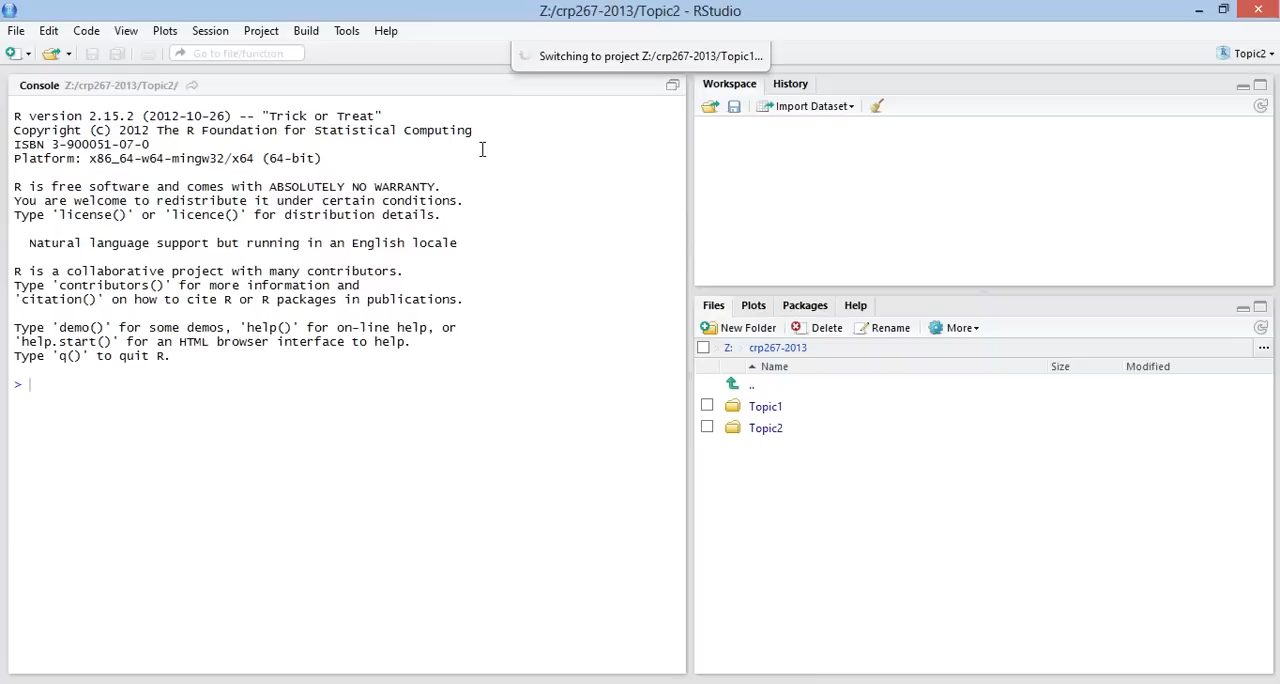 Z:/crp267-2013/Topic2 - RStudio
File Edit Code View Plots Session Project Build Tools Help
Switching to project Z:/crp267-2013/Topic1...
Go to file/function
Topic2
Console Z:/crp267-2013/Topic2/
R version 2.15.2 (2012-10-26) -- "Trick or Treat"
Copyright (C) 2012 The R Foundation for Statistical Computing
ISBN 3-900051-07-0
Platform: x86_64-w64-mingw32/x64 (64-bit)
R is free software and comes with ABSOLUTELY NO WARRANTY.
You are welcome to redistribute it under certain conditions.
Type 'license()' or 'licence()' for distribution details.
Natural language support but running in an English locale
R is a collaborative project with many contributors.
Type 'contributors()' for more information and
'citation()' on how to cite R or R packages in publications.
Type 'demo()' for some demos, 'help()' for on-line help, or
'help.start()' for an HTML browser interface to help.
Type 'q()' to quit R.
>
Workspace History
Import Dataset
Files Plots Packages Help
New Folder Delete Rename More
Z: crp267-2013 ...
Name Size Modified
..
Topic1
Topic2